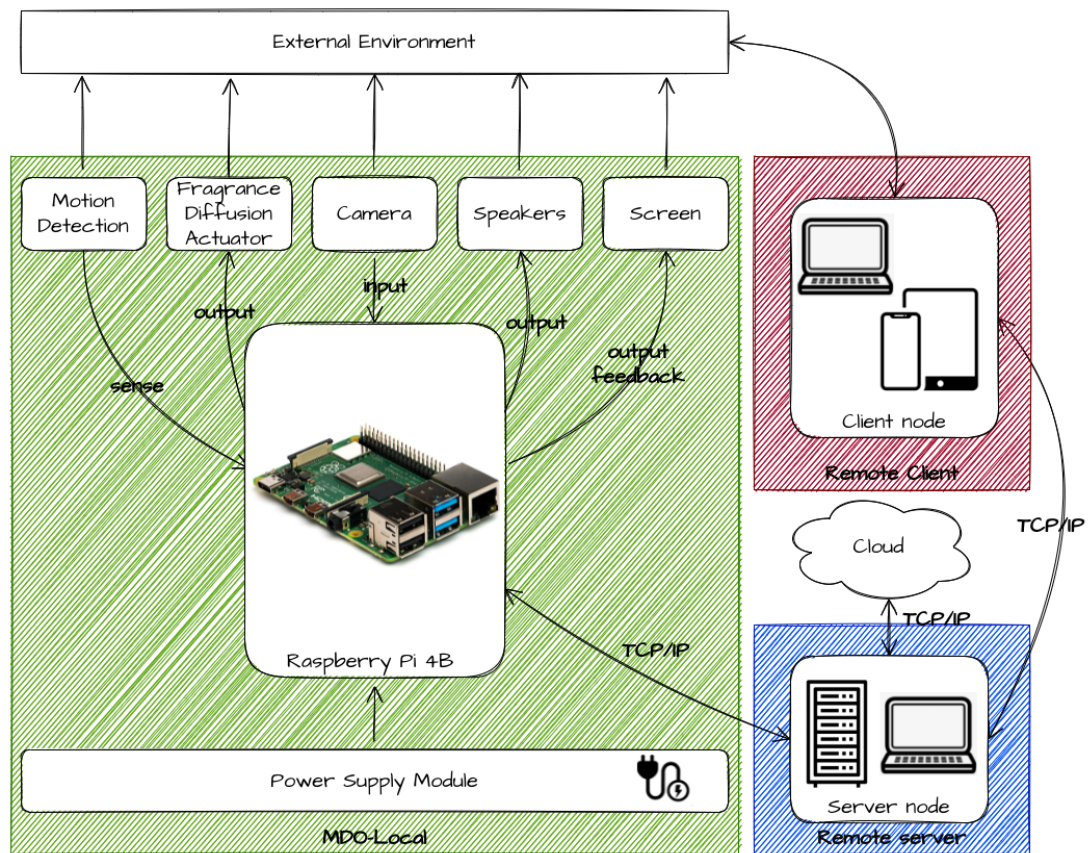 External Environment
Motion
Detection
Fragrance
Diffusion
Actuator
Camera
Speakers
Screen
output
input
output
output
feedback
sense
Raspberry Pi 4B
Client node
Remote Client
Cloud
TCP/IP
TCP/IP
TCP/IP
Power Supply Module
Server node
MDO-Local
Remote server